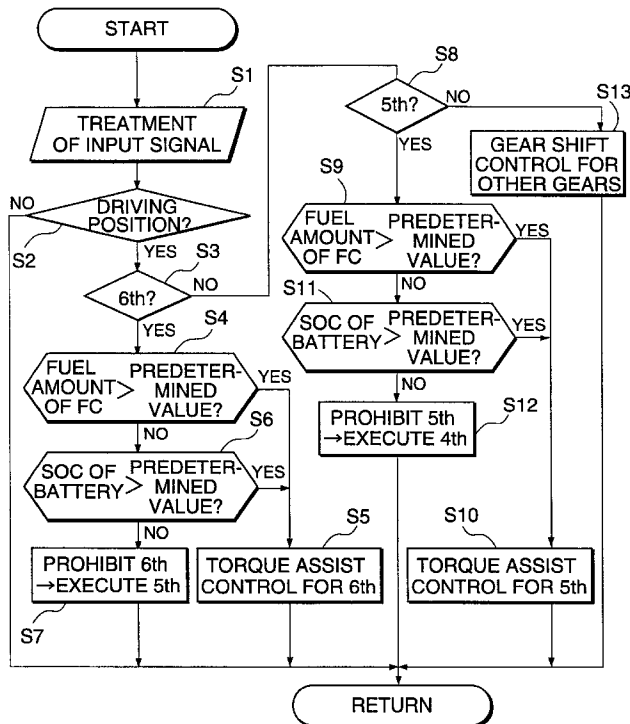 START
S1
TREATMENT
OF INPUT SIGNAL
NO
DRIVING
POSITION?
S2
YES
S3
6th?
NO
YES
S4
FUEL
AMOUNT
OF FC
>
PREDETER-
MINED
VALUE?
YES
NO
S6
SOC OF
BATTERY
>
PREDETER-
MINED
VALUE?
YES
NO
PROHIBIT 6th
→EXECUTE 5th
S7
S5
TORQUE ASSIST
CONTROL FOR 6th
S8
5th?
NO
YES
S13
GEAR SHIFT
CONTROL FOR
OTHER GEARS
S9
FUEL
AMOUNT
OF FC
>
PREDETER-
MINED
VALUE?
YES
NO
S11
SOC OF
BATTERY
>
PREDETER-
MINED
VALUE?
YES
NO
PROHIBIT 5th
→EXECUTE 4th
S12
S10
TORQUE ASSIST
CONTROL FOR 5th
RETURN